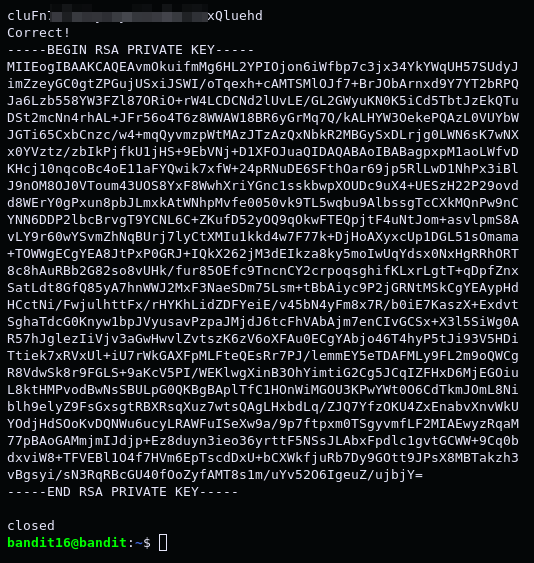 cluFn xQluehd
Correct!
-----BEGIN RSA PRIVATE KEY-----
MIIEogIBAAKCAQEAvmOkuifmMg6HL2YPIOjon6iWfbp7c3jx34YkYWqUH57SUdyJ
imZzeyGC0gtZPGujUSxiJSWI/oTqexh+cAMTSMlOJf7+BrJObArnxd9Y7YT2bRPQ
Ja6Lzb558YW3FZl87ORiO+rW4LCDCNd2lUvLE/GL2GWyuKN0K5iCd5TbtJzEkQTu
DSt2mcNn4rhAL+JFr56o4T6z8WWAW18BR6yGrMq7Q/kALHYW3OekePQAzL0VUYbW
JGTi65CxbCnzc/w4+mqQyvmzpWtMAzJTzAzQxNbkR2MBGySxDLrjg0LWN6sK7wNX
x0YVztz/zbIkPjfkU1jHS+9EbVNj+D1XFOJuaQIDAQABAoIBABagpxpM1aoLWfvD
KHcj10nqcoBc4oE11aFYQwik7xfW+24pRNuDE6SFthOar69jp5RlLwD1NhPx3iBl
J9nOM8OJ0VToum43UOS8YxF8WwhXriYGnc1sskbwpXOUDc9uX4+UESzH22P29ovd
d8WErY0gPxun8pbJLmxkAtWNhpMvfe0050vk9TL5wqbu9AlbssgTcCXkMQnPw9nC
YNN6DDP2lbcBrvgT9YCNL6C+ZKufD52yOQ9qOkwFTEQpjtF4uNtJom+asvlpmS8A
vLY9r60wYSvmZhNqBUrj7lyCtXMIu1kkd4w7F77k+DjHoAXyxcUp1DGL51sOmama
+TOWWgECgYEA8JtPxP0GRJ+IQkX262jM3dEIkza8ky5moIwUqYdsx0NxHgRRhORT
8c8hAuRBb2G82so8vUHk/fur85OEfc9TncnCY2crpoqsghifKLxrLgtT+qDpfZnx
SatLdt8GfQ85yA7hnWWJ2MxF3NaeSDm75Lsm+tBbAiyc9P2jGRNtMSkCgYEAypHd
HCctNi/FwjulhttFx/rHYKhLidZDFYeiE/v45bN4yFm8x7R/b0iE7KaszX+Exdvt
SghaTdcG0Knyw1bpJVyusavPzpaJMjdJ6tcFhVAbAjm7enCIvGCSx+X3l5SiWg0A
R57hJglezIiVjv3aGwHwvlZvtszK6zV6oXFAu0ECgYAbjo46T4hyP5tJi93V5HDi
Ttiek7xRVxUl+iU7rWkGAXFpMLFteQEsRr7PJ/lemmEY5eTDAFMLy9FL2m9oQWCg
R8VdwSk8r9FGLS+9aKcV5PI/WEKlwgXinB3OhYimtiG2Cg5JCqIZFHxD6MjEGOiu
L8ktHMPvodBwNsSBULpG0QKBgBAplTfC1HOnWiMGOU3KPwYWt0O6CdTkmJOmL8Ni
blh9elyZ9FsGxsgtRBXRsqXuz7wtsQAgLHxbdLq/ZJQ7YfzOKU4ZxEnabvXnvWkU
YOdjHdSOoKvDQNWu6ucyLRAWFuISeXw9a/9p7ftpxm0TSgyvmfLF2MIAEwyzRqaM
77pBAoGAMmjmIJdjp+Ez8duyn3ieo36yrttF5NSsJLAbxFpdlc1gvtGCWW+9Cq0b
dxviW8+TFVEBl1O4f7HVm6EpTscdDxU+bCXWkfjuRb7Dy9GOtt9JPsX8MBTakzh3
vBgsyi/sN3RqRBcGU40fOoZyfAMT8s1m/uYv52O6IgeuZ/ujbjY=
-----END RSA PRIVATE KEY-----
closed
bandit16@bandit:~$